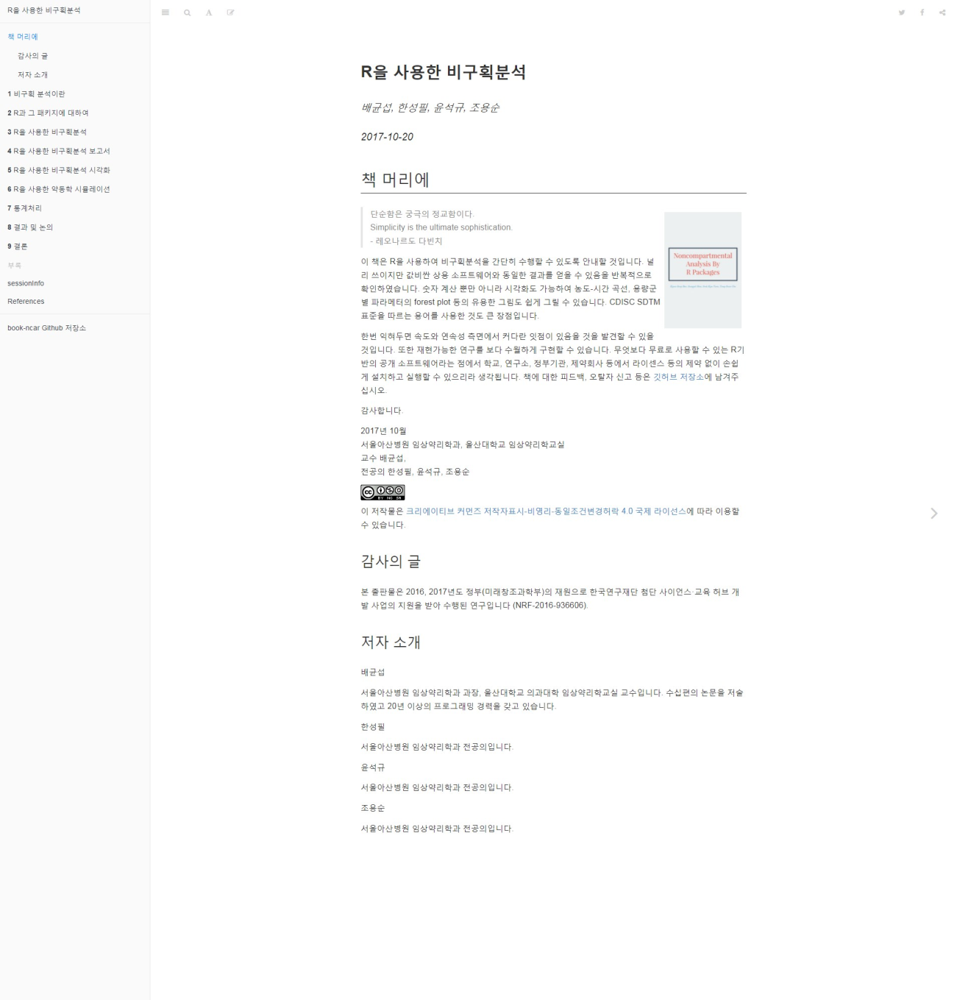 R을 사용한 비구획분석
책 머리에
감사의 글
저자 소개
1 비구획 분석이란
2 R과 그 패키지에 대하여
3 R을 사용한 비구획분석
4 R을 사용한 비구획분석 보고서
5 R을 사용한 비구획분석 시각화
6 R을 사용한 약동학 시뮬레이션
7 통계처리
8 결과 및 논의
9 결론
부록
sessionInfo
References
book-ncar Github 저장소
R을 사용한 비구획분석
배균섭, 한성필, 윤석규, 조용순
2017-10-20
책 머리에
단순함은 궁극의 정교함이다.
Simplicity is the ultimate sophistication.
- 레오나르도 다빈치
Noncompartmental
Analysis By
R Packages
이 책은 R을 사용하여 비구획분석을 간단히 수행할 수 있도록 안내할 것입니다. 널
리 쓰이지만 값비싼 상용 소프트웨어와 동일한 결과를 얻을 수 있음을 반복적으로
확인하였습니다. 숫자 계산 뿐만 아니라 시각화도 가능하여 농도-시간 곡선, 용량군
별 파라메터의 forest plot 등의 유용한 그림도 쉽게 그릴 수 있습니다. CDISC SDTM
표준을 따르는 용어를 사용한 것도 큰 장점입니다.
한번 익혀두면 속도와 연속성 측면에서 커다란 잇점이 있음을 것을 발견할 수 있을
것입니다. 또한 재현가능한 연구를 보다 수월하게 구현할 수 있습니다. 무엇보다 무료로 사용할 수 있는 R기
반의 공개 소프트웨어라는 점에서 학교, 연구소, 정부기관, 제약회사 등에서 라이센스 등의 제약 없이 손쉽
게 설치하고 실행할 수 있으리라 생각됩니다. 책에 대한 피드백, 오탈자 신고 등은 깃허브 저장소에 남겨주
십시오.
감사합니다.
2017년 10월
서울아산병원 임상약리학과, 울산대학교 임상약리학교실
교수 배균섭,
전공의 한성필, 윤석규, 조용순
cc BY NC SA
이 저작물은 크리에이티브 커먼즈 저작자표시-비영리-동일조건변경허락 4.0 국제 라이선스에 따라 이용할
수 있습니다.
감사의 글
본 출판물은 2016, 2017년도 정부(미래창조과학부)의 재원으로 한국연구재단 첨단 사이언스·교육 허브 개
발 사업의 지원을 받아 수행된 연구입니다 (NRF-2016-936606).
저자 소개
배균섭
서울아산병원 임상약리학과 과장, 울산대학교 의과대학 임상약리학교실 교수입니다. 수십편의 논문을 저술
하였고 20년 이상의 프로그래밍 경력을 갖고 있습니다.
한성필
서울아산병원 임상약리학과 전공의입니다.
윤석규
서울아산병원 임상약리학과 전공의입니다.
조용순
서울아산병원 임상약리학과 전공의입니다.